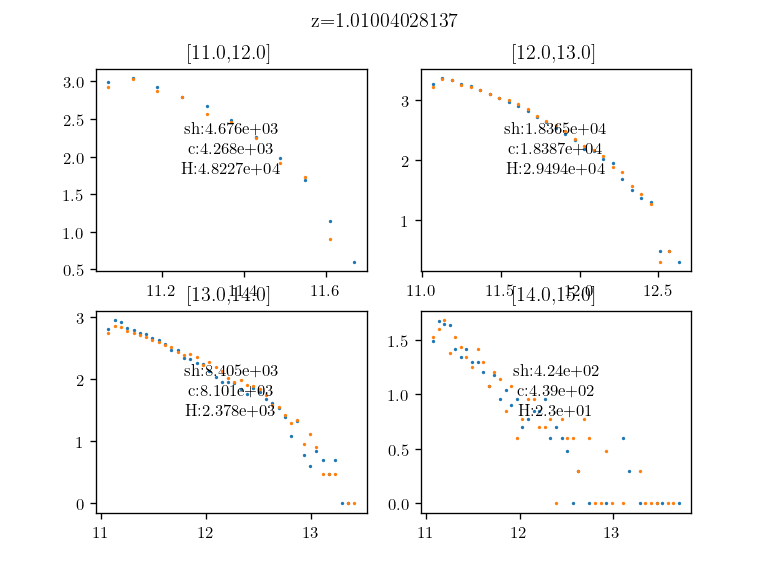 z=1.01004028137
[11.0,12.0]
3.0
2.5
2.0
1.5
1.0
0.5
sh:4.676e+03
c:4.268e+03
H:4.8227e+04
11.2
11.4
11.6
[12.0,13.0]
3
2
1
sh:1.8365e+04
c:1.8387e+04
H:2.9494e+04
11.0
11.5
12.0
12.5
[13.0,14.0]
3
2
1
0
sh:8.405e+03
c:8.101e+03
H:2.378e+03
11
12
13
[14.0,15.0]
1.5
1.0
0.5
0.0
sh:4.24e+02
c:4.39e+02
H:2.3e+01
11
12
13